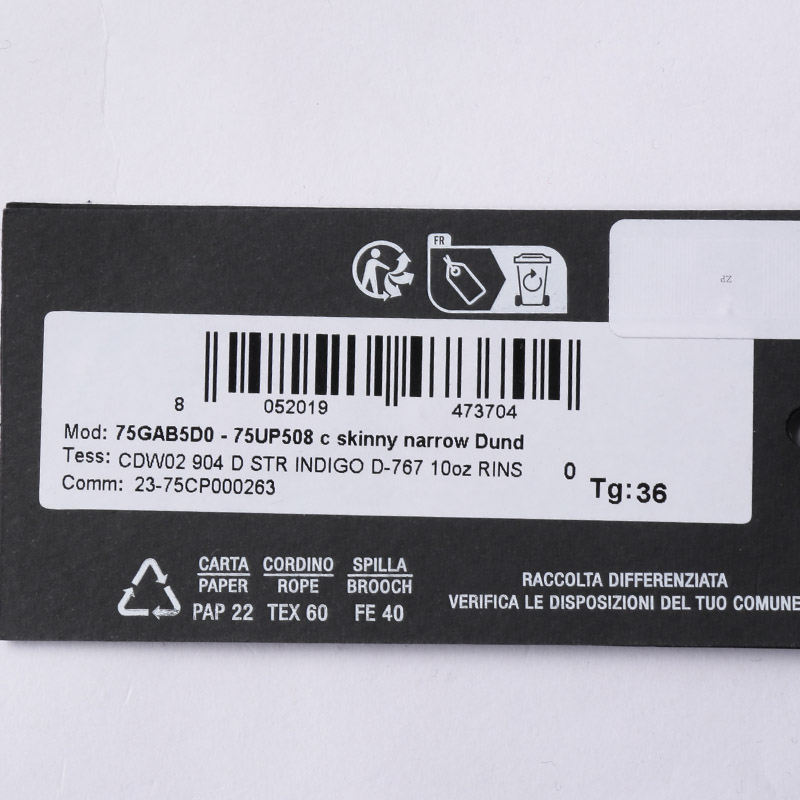 FR
ZP
8 052019 473704
Mod: 75GAB5D0 - 75UP508 c skinny narrow Dund
Tess: CDW02 904 D STR INDIGO D-767 10oz RINS 0
Comm: 23-75CP000263
Tg:36
CARTA CORDINO SPILLA
PAPER ROPE BROOCH
PAP 22 TEX 60 FE 40
RACCOLTA DIFFERENZIATA
VERIFICA LE DISPOSIZIONI DEL TUO COMUNE